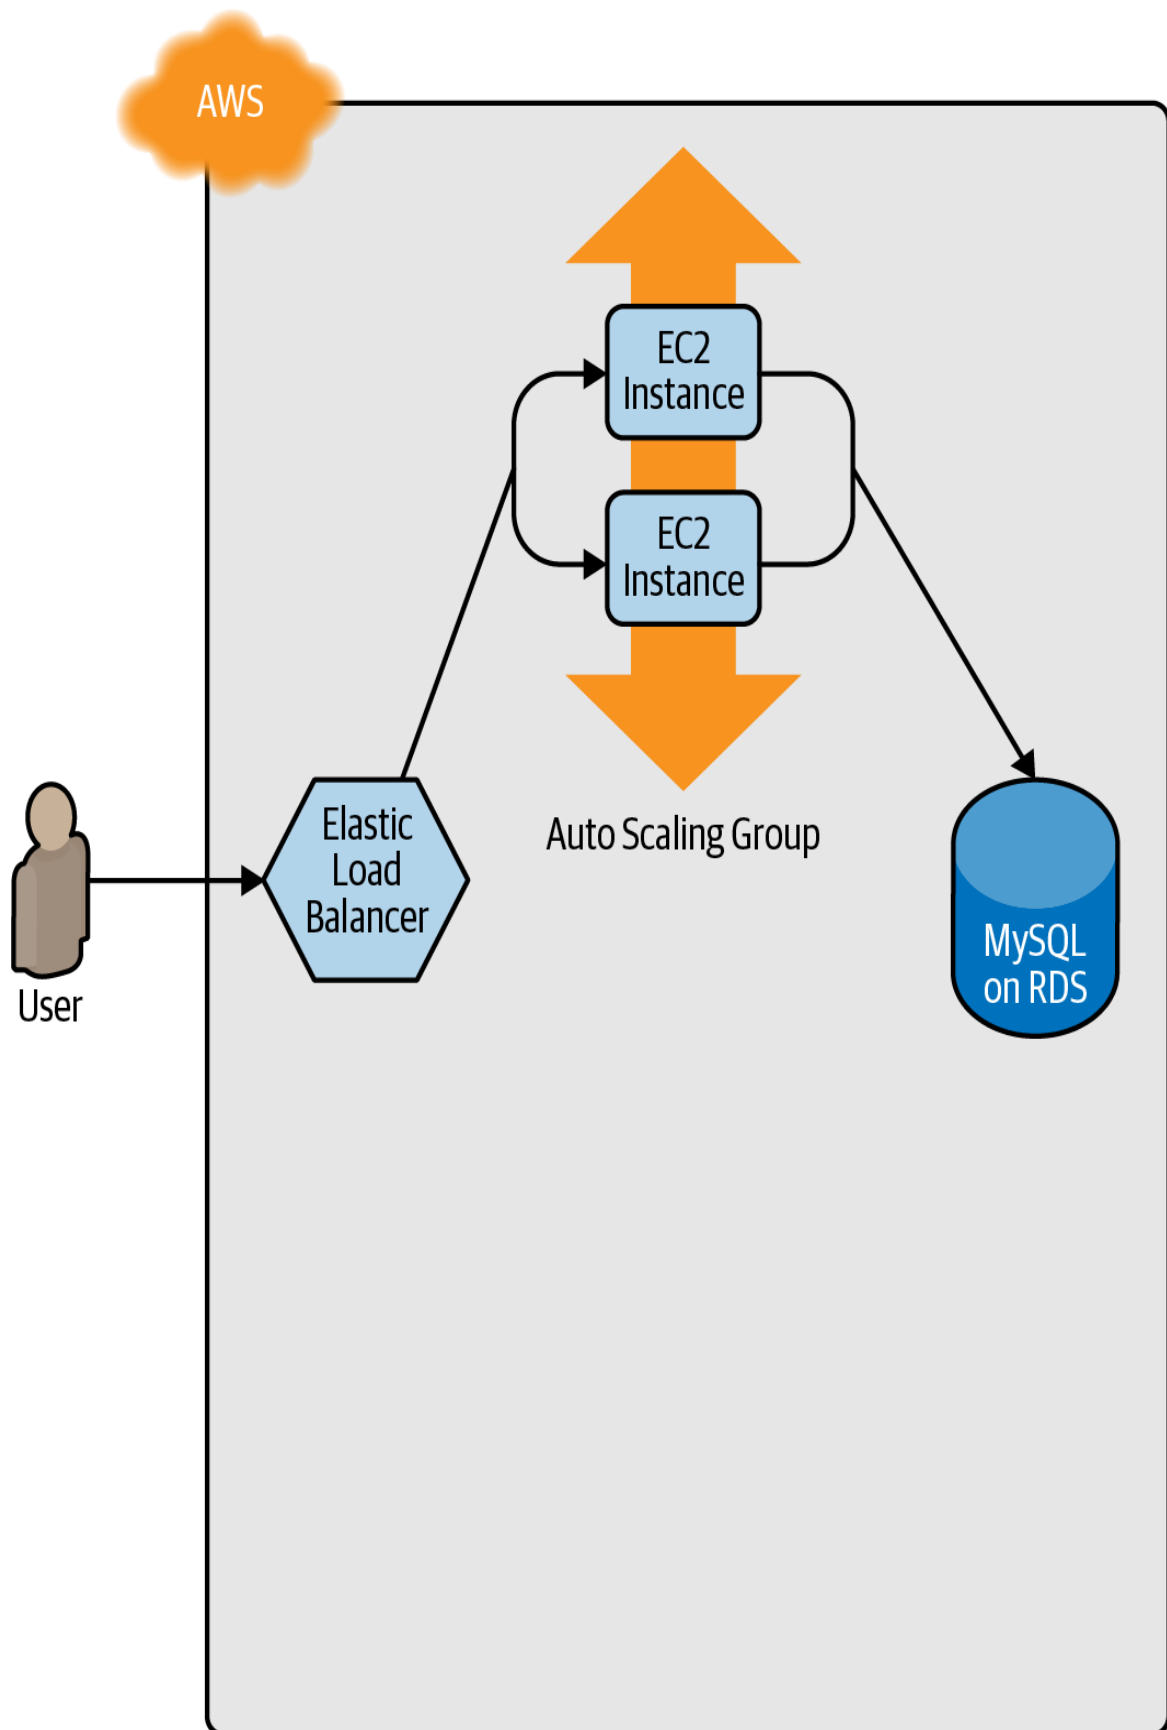 AWS
EC2
Instance
EC2
Instance
Auto Scaling Group
Elastic
Load
Balancer
User
MySQL
on RDS